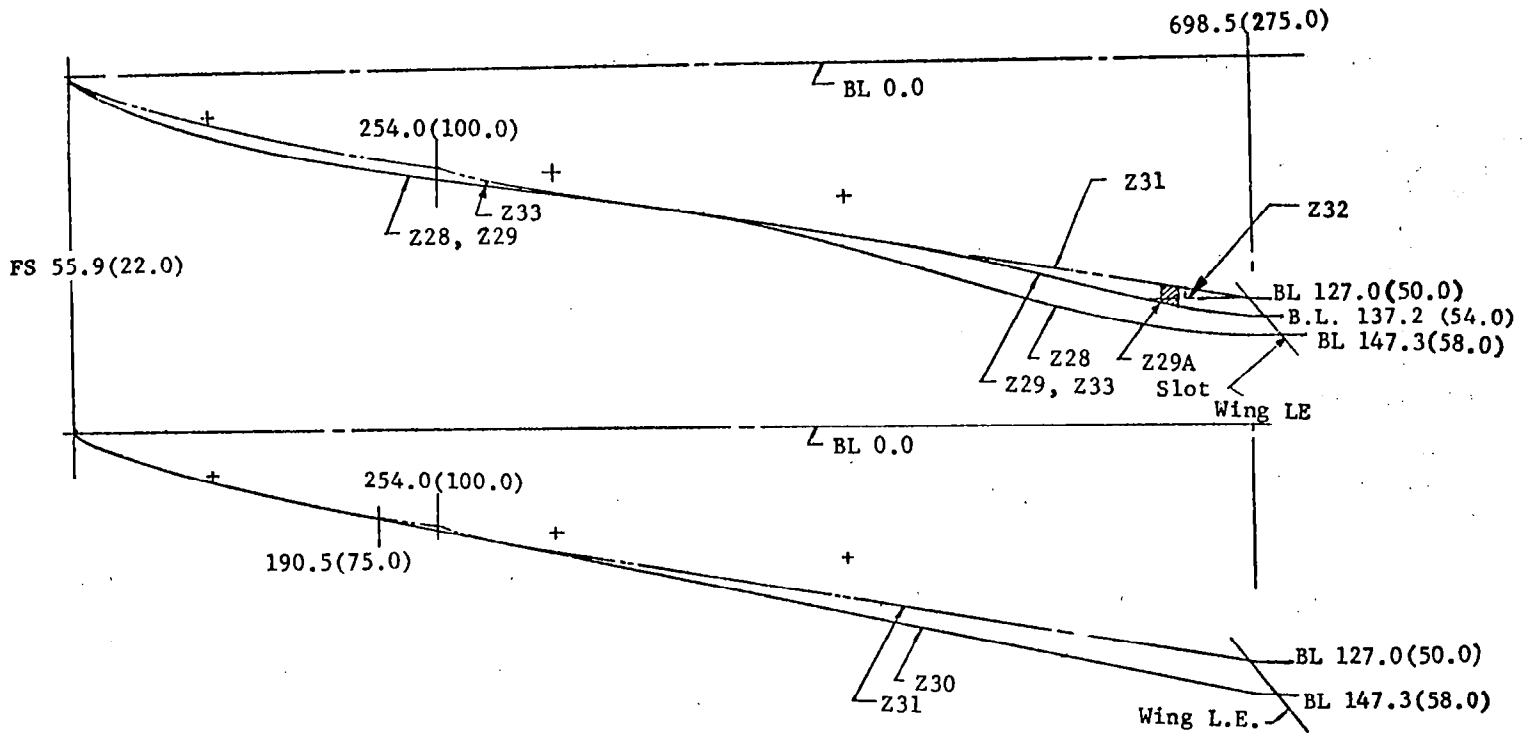 698.5(275.0)
BL 0.0
254.0(100.0)
Z31
Z33
Z32
Z28, Z29
FS 55.9(22.0)
BL 127.0(50.0)
B.L. 137.2 (54.0)
BL 147.3(58.0)
Z28
Z29A
Slot
Z29, Z33
Wing LE
BL 0.0
254.0(100.0)
190.5(75.0)
BL 127.0(50.0)
Z30
Z31
BL 147.3(58.0)
Wing L.E.